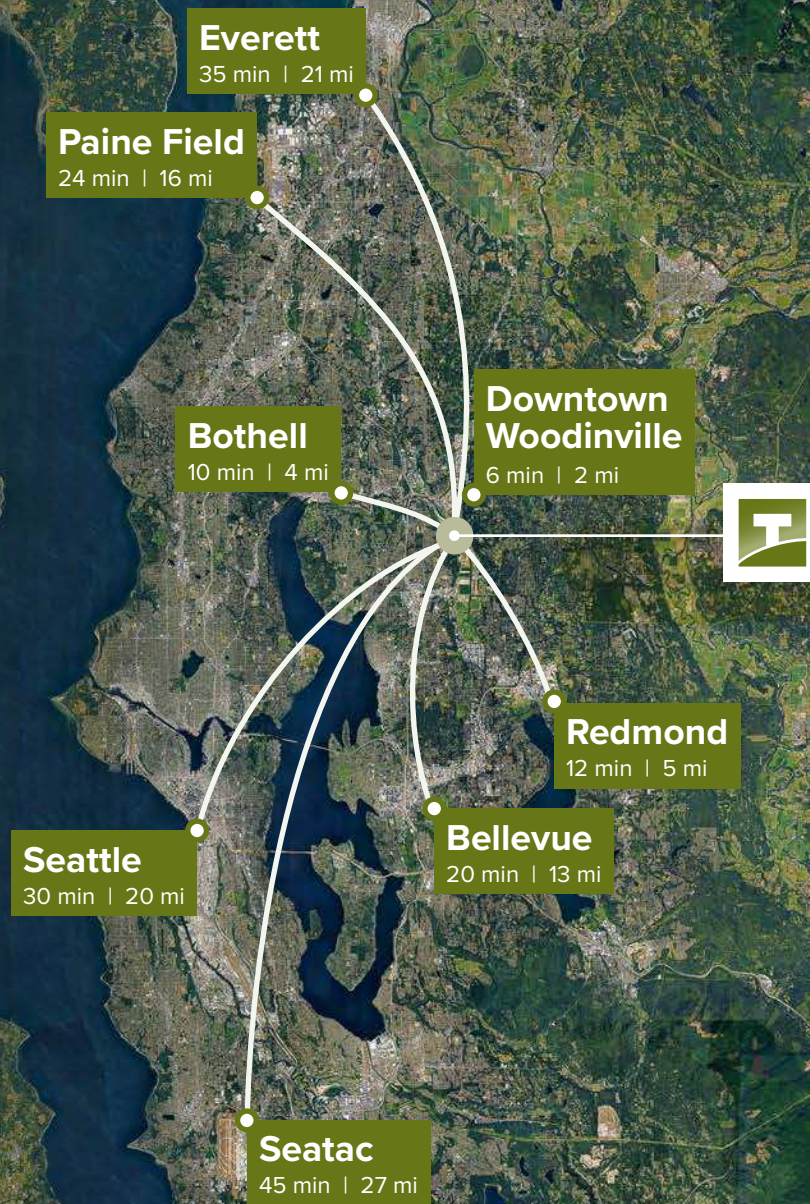 Everett
35 min | 21 mi
Paine Field
24 min | 16 mi
Downtown
Woodinville
6 min | 2 mi
Bothell
10 min | 4 mi
T
Redmond
12 min | 5 mi
Bellevue
20 min | 13 mi
Seattle
30 min | 20 mi
Seatac
45 min | 27 mi